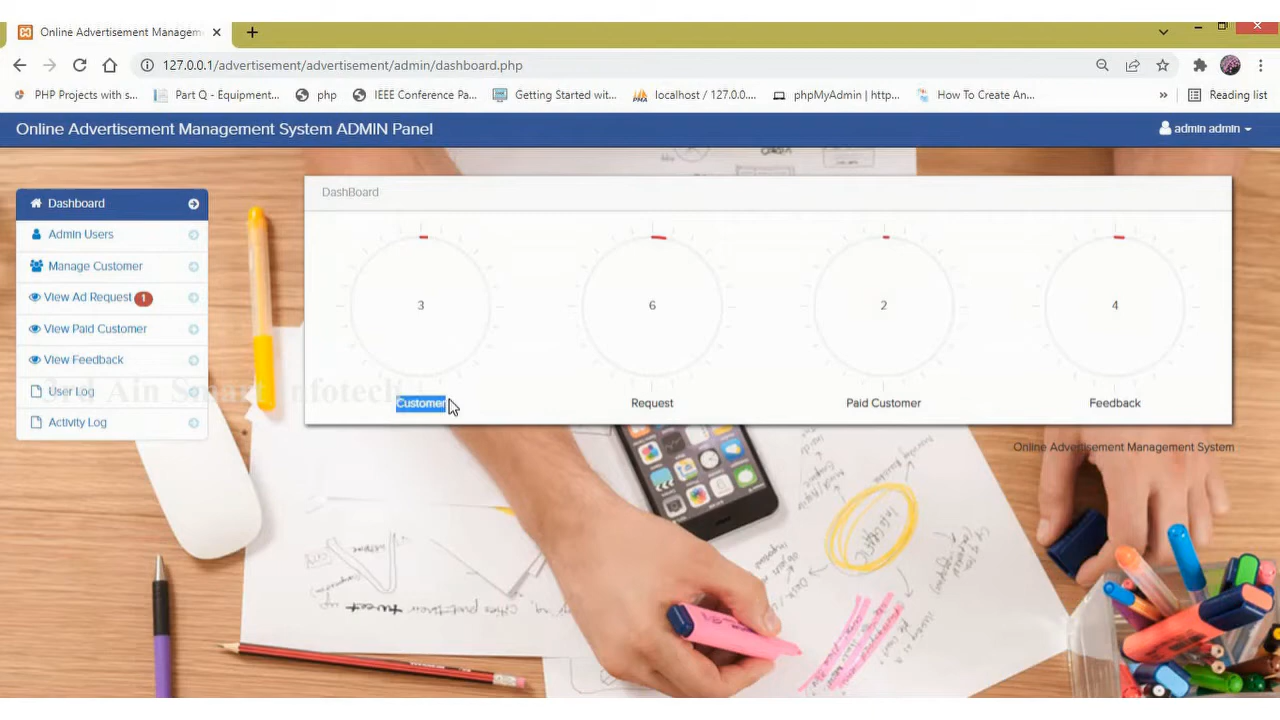 Online Advertisement Managem
127.0.0.1/advertisement/advertisement/admin/dashboard.php
PHP Projects with s...
Part Q - Equipment...
php
IEEE Conference Pa...
Getting Started wit...
localhost / 127.0.0....
phpMyAdmin | http...
How To Create An...
»
Reading list
Online Advertisement Management System ADMIN Panel
admin admin
Dashboard
Admin Users
Manage Customer
View Ad Request 1
View Paid Customer
View Feedback
User Log
Activity Log
3rd Ain Smart Infotech
DashBoard
3
6
2
4
Customer
Request
Paid Customer
Feedback
Online Advertisement Management System